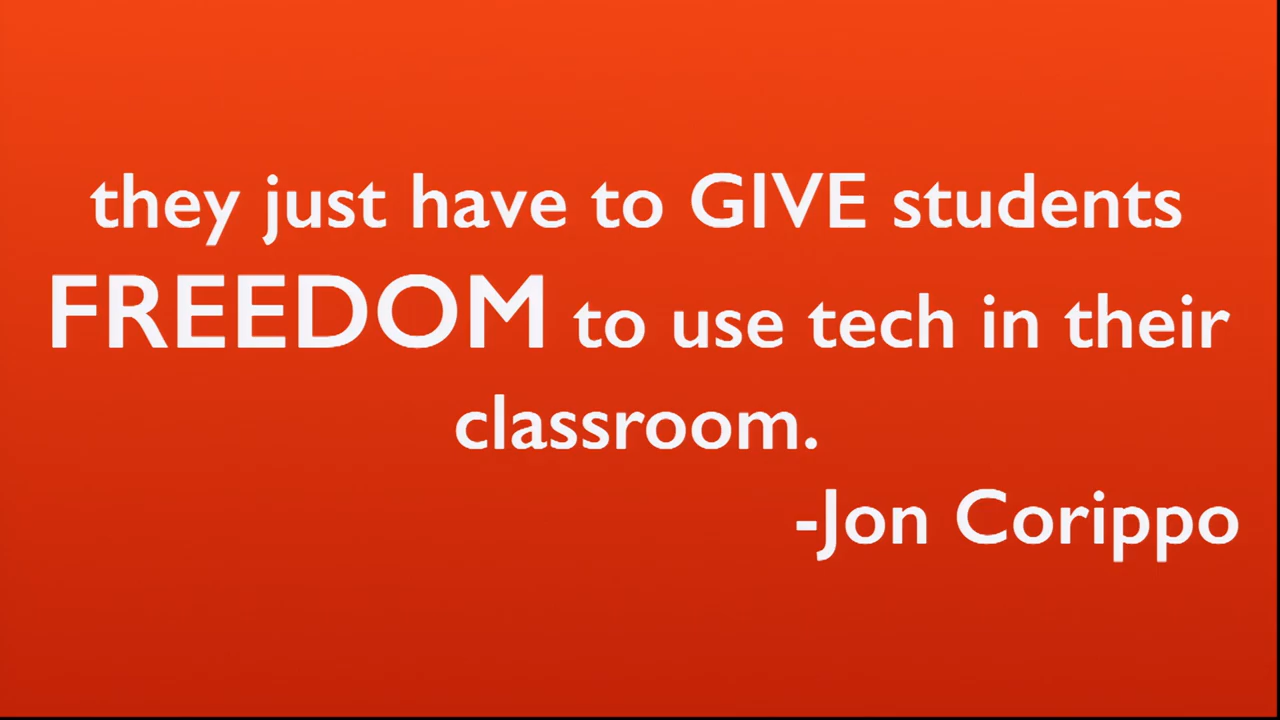 they just have to GIVE students
FREEDOM to use tech in their
classroom.
-Jon Corippo